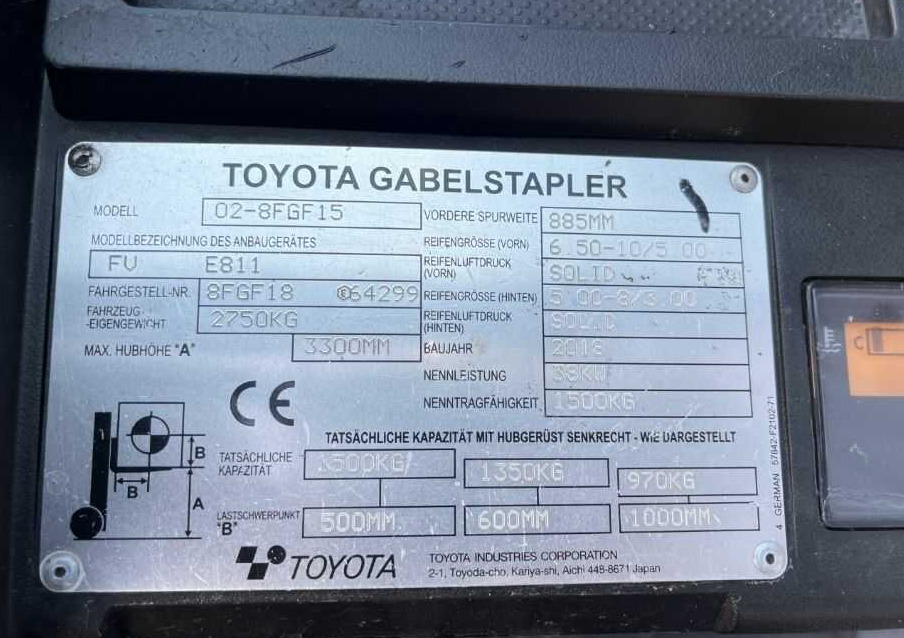 TOYOTA GABELSTAPLER
MODELL 02-8FGF15
MODELLBEZEICHNUNG DES ANBAUGERÄTES
FV E811
FAHRGESTELL-NR. 8FGF18 64299
FAHRZEUG-
-EIGENGEWICHT 2750KG
MAX. HUBHÖHE "A" 3300MM
VORDERE SPURWEITE 885MM
REIFENGRÖSSE (VORN) 6.50-10/5.00
REIFENLUFTDRUCK
(VORN) SOLID
REIFENGRÖSSE (HINTEN) 5.00-8/3.00
REIFENLUFTDRUCK
(HINTEN) SOLID
BAUJAHR
NENNLEISTUNG 38KW
NENNTRAGFÄHIGKEIT 1500KG
CE
B
B
A
TATSÄCHLICHE KAPAZITÄT MIT HUBGERÜST SENKRECHT - WIE DARGESTELLT
TATSÄCHLICHE
KAPAZITÄT 1500KG 1350KG 970KG
LASTSCHWERPUNKT
"B" 500MM 600MM 1000MM
TOYOTA
TOYOTA INDUSTRIES CORPORATION
2-1, Toyoda-cho, Kariya-shi, Aichi 448-8671 Japan
4 GERMAN 57842-F2102-71